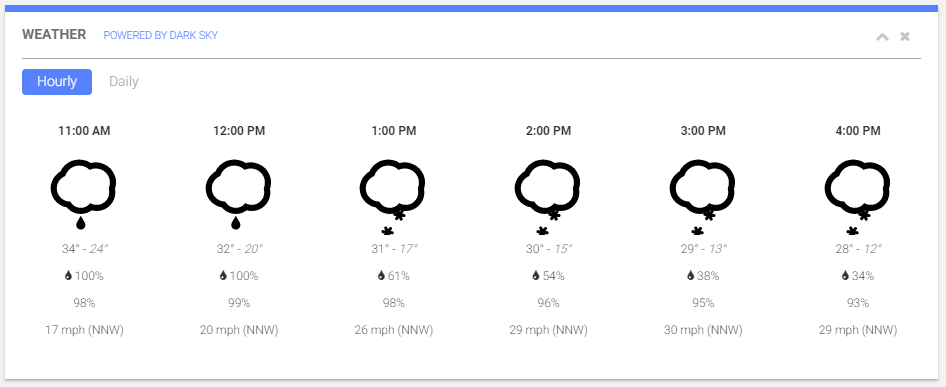 WEATHER POWERED BY DARK SKY
Hourly Daily
11:00 AM 12:00 PM 1:00 PM 2:00 PM 3:00 PM 4:00 PM
34° - 24° 32° - 20° 31° - 17° 30° - 15° 29° - 13° 28° - 12°
100% 100% 61% 54% 38% 34%
98% 99% 98% 96% 95% 93%
17 mph (NNW) 20 mph (NNW) 26 mph (NNW) 29 mph (NNW) 30 mph (NNW) 29 mph (NNW)